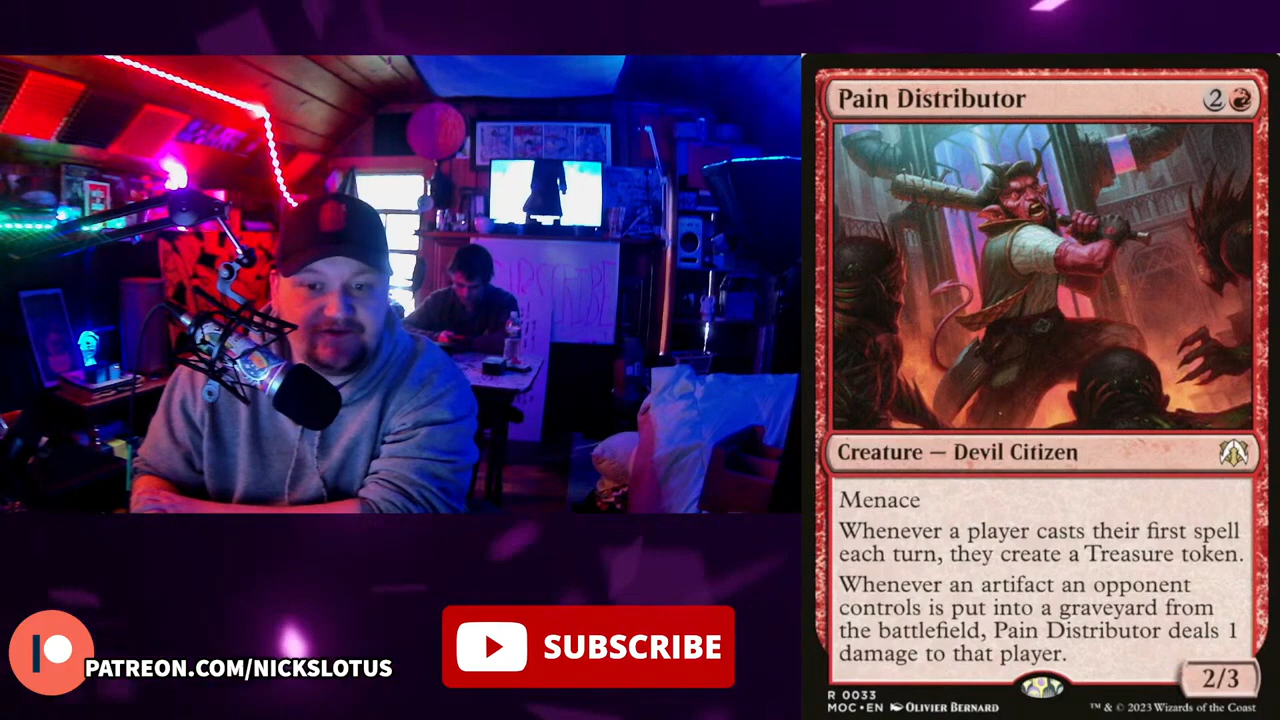 Pain Distributor
2
SUBSCRIBE
Creature — Devil Citizen
Menace
Whenever a player casts their first spell
each turn, they create a Treasure token.
Whenever an artifact an opponent
controls is put into a graveyard from
the battlefield, Pain Distributor deals 1
damage to that player.
2/3
R 0033
MOC • EN OLIVIER BERNARD
™ & © 2023 Wizards of the Coast
PATREON.COM/NICKSLOTUS
SUBSCRIBE